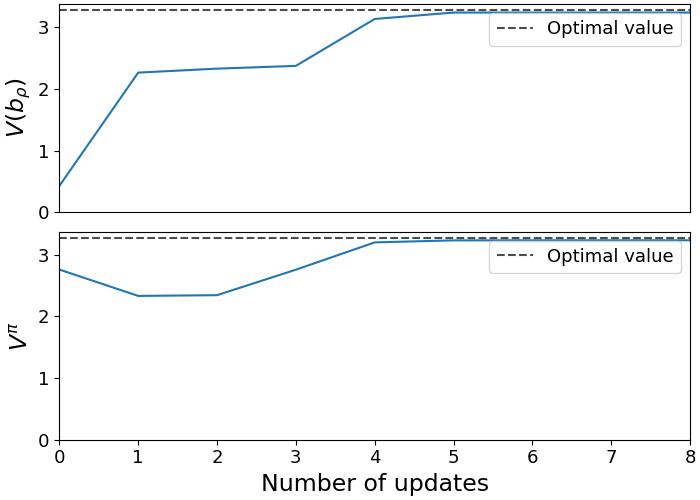 3
Optimal value
2
V(bρ)
1
0
3
Optimal value
2
Vπ
1
0
0 1 2 3 4 5 6 7 8
Number of updates